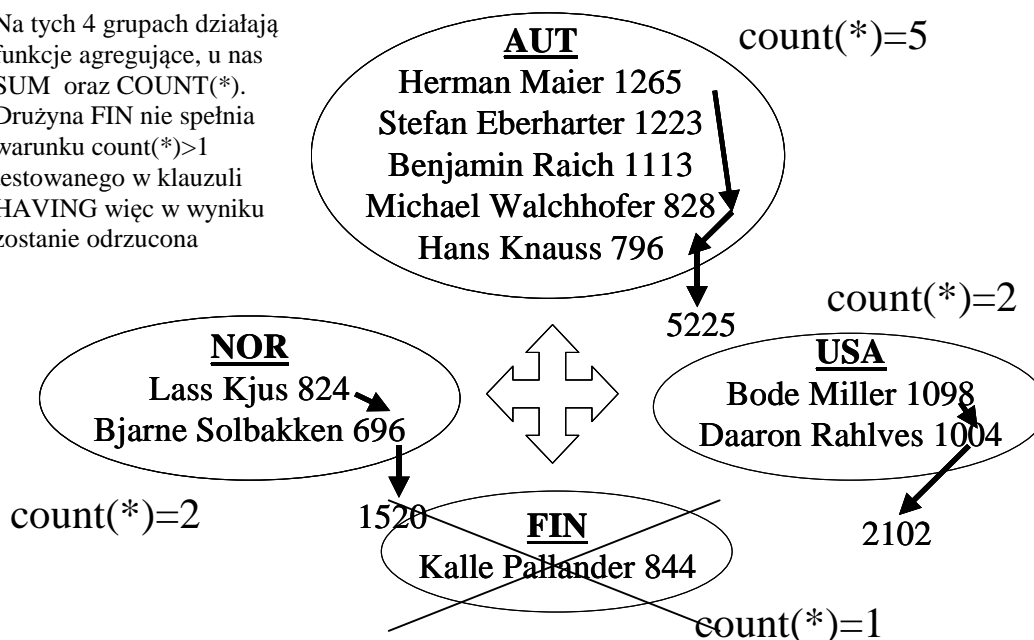 Na tych 4 grupach działają
funkcje agregujące, u nas
SUM oraz COUNT(*).
Drużyna FIN nie spełnia
warunku count(*)>1
testowanego w klauzuli
HAVING więc w wyniku
zostanie odrzucona
AUT
Herman Maier 1265
Stefan Eberharter 1223
Benjamin Raich 1113
Michael Walchhofer 828
Hans Knauss 796
count(*)=5
5225
NOR
Lass Kjus 824
Bjarne Solbakken 696
count(*)=2
1520
count(*)=2
USA
Bode Miller 1098
Daaron Rahlves 1004
2102
FIN
Kalle Pallander 844
count(*)=1